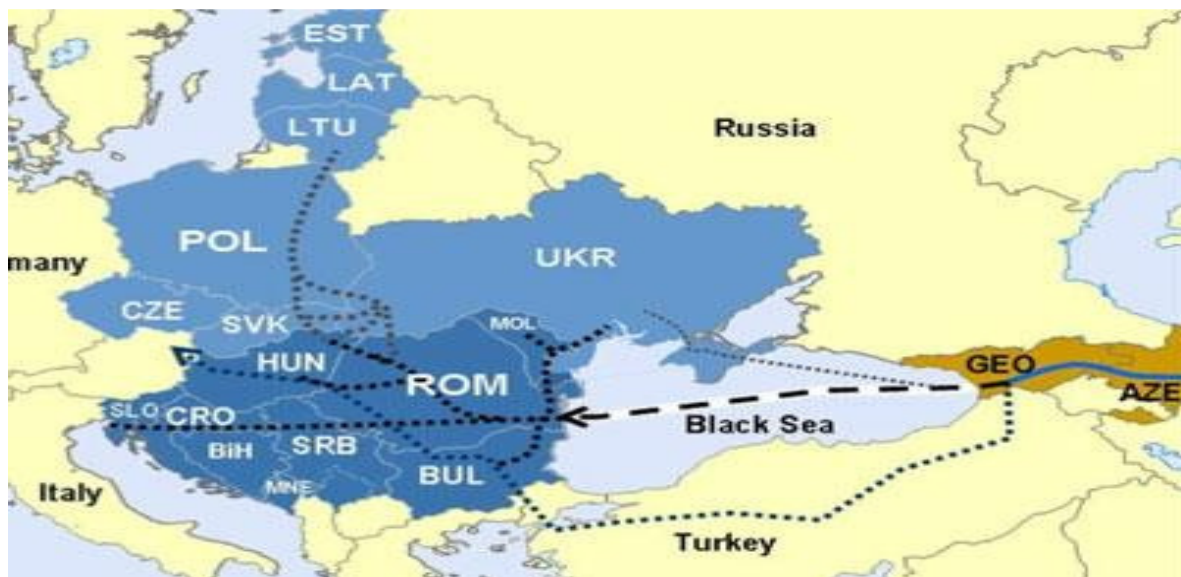 EST
LAT
LTU
Russia
POL
UKR
many
CZE
SVK
MOL
HUN
GEO
ROM
AZE
SLO
CRO
Black Sea
BiH
SRB
BUL
MNE
Italy
Turkey